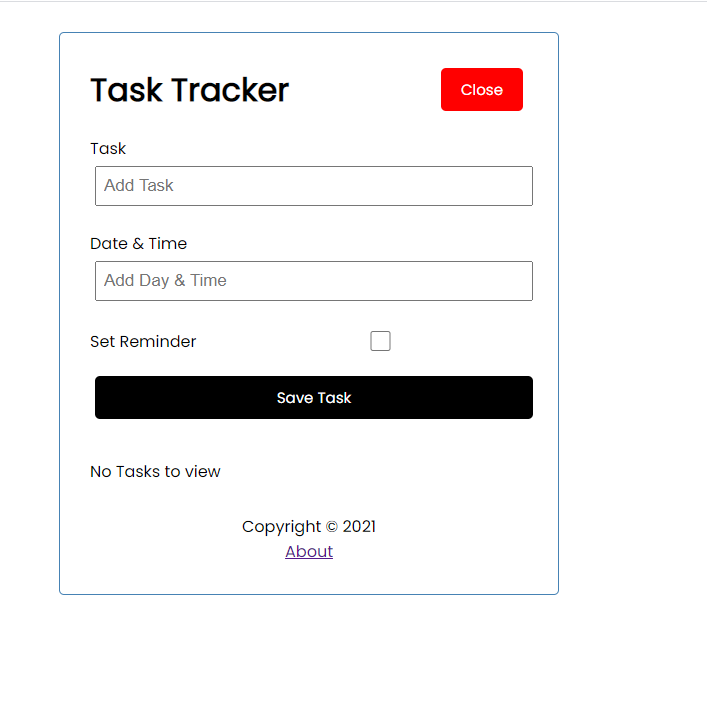 Task Tracker
Close
Task
Add Task
Date & Time
Add Day & Time
Set Reminder
Save Task
No Tasks to view
Copyright © 2021
About